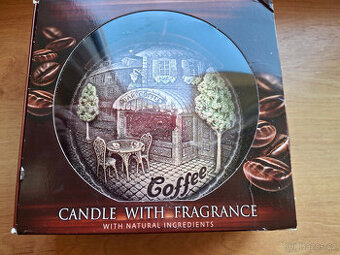 Coffee
CANDLE WITH FRAGRANCE
WITH NATURAL INGREDIENTS